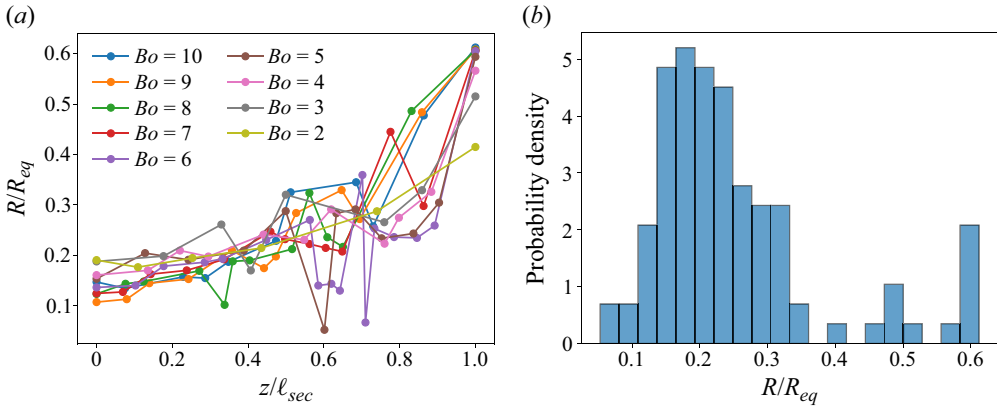 (a)
R/R_eq
0.6
0.5
0.4
0.3
0.2
0.1
Bo = 10
Bo = 9
Bo = 8
Bo = 7
Bo = 6
Bo = 5
Bo = 4
Bo = 3
Bo = 2
0 0.2 0.4 0.6 0.8 1.0
z/ℓ_sec
(b)
Probability density
5
4
3
2
1
0
0.1 0.2 0.3 0.4 0.5 0.6
R/R_eq